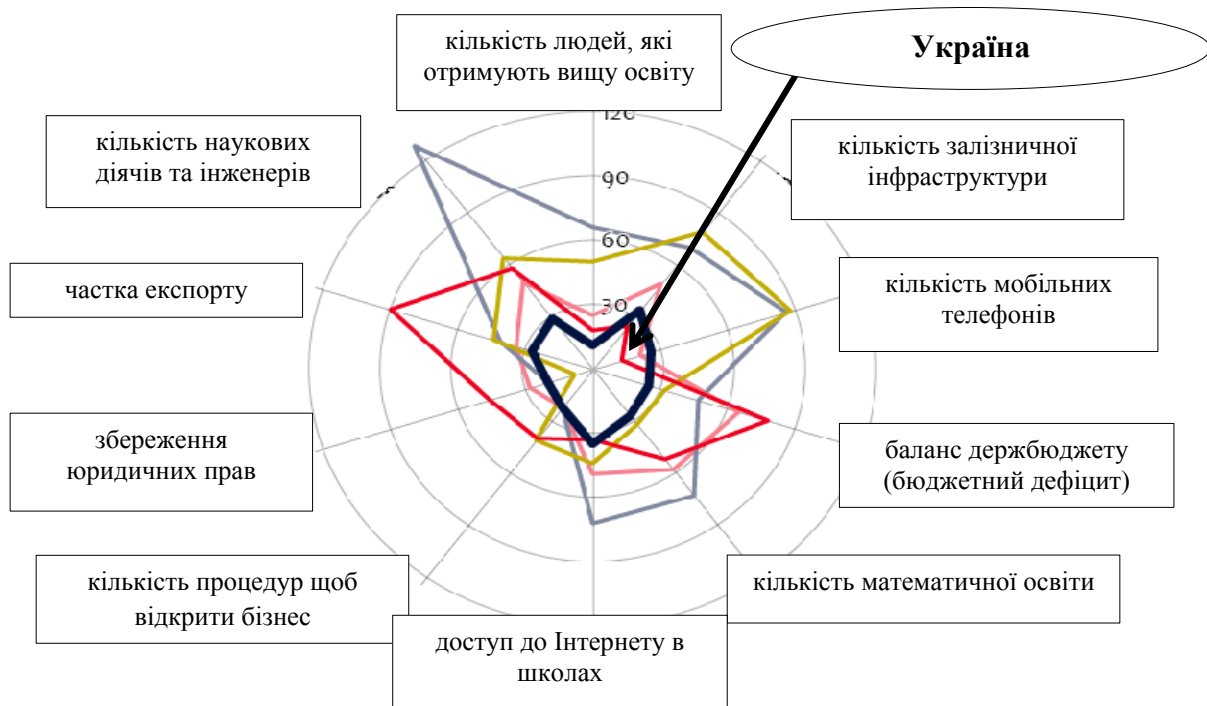 кількість людей, які
отримують вищу освіту
Україна
кількість наукових
діячів та інженерів
кількість залізничної
інфраструктури
120
90
60
30
частка експорту
кількість мобільних
телефонів
збереження
юридичних прав
баланс держбюджету
(бюджетний дефіцит)
кількість процедур щоб
відкрити бізнес
кількість математичної освіти
доступ до Інтернету в
школах